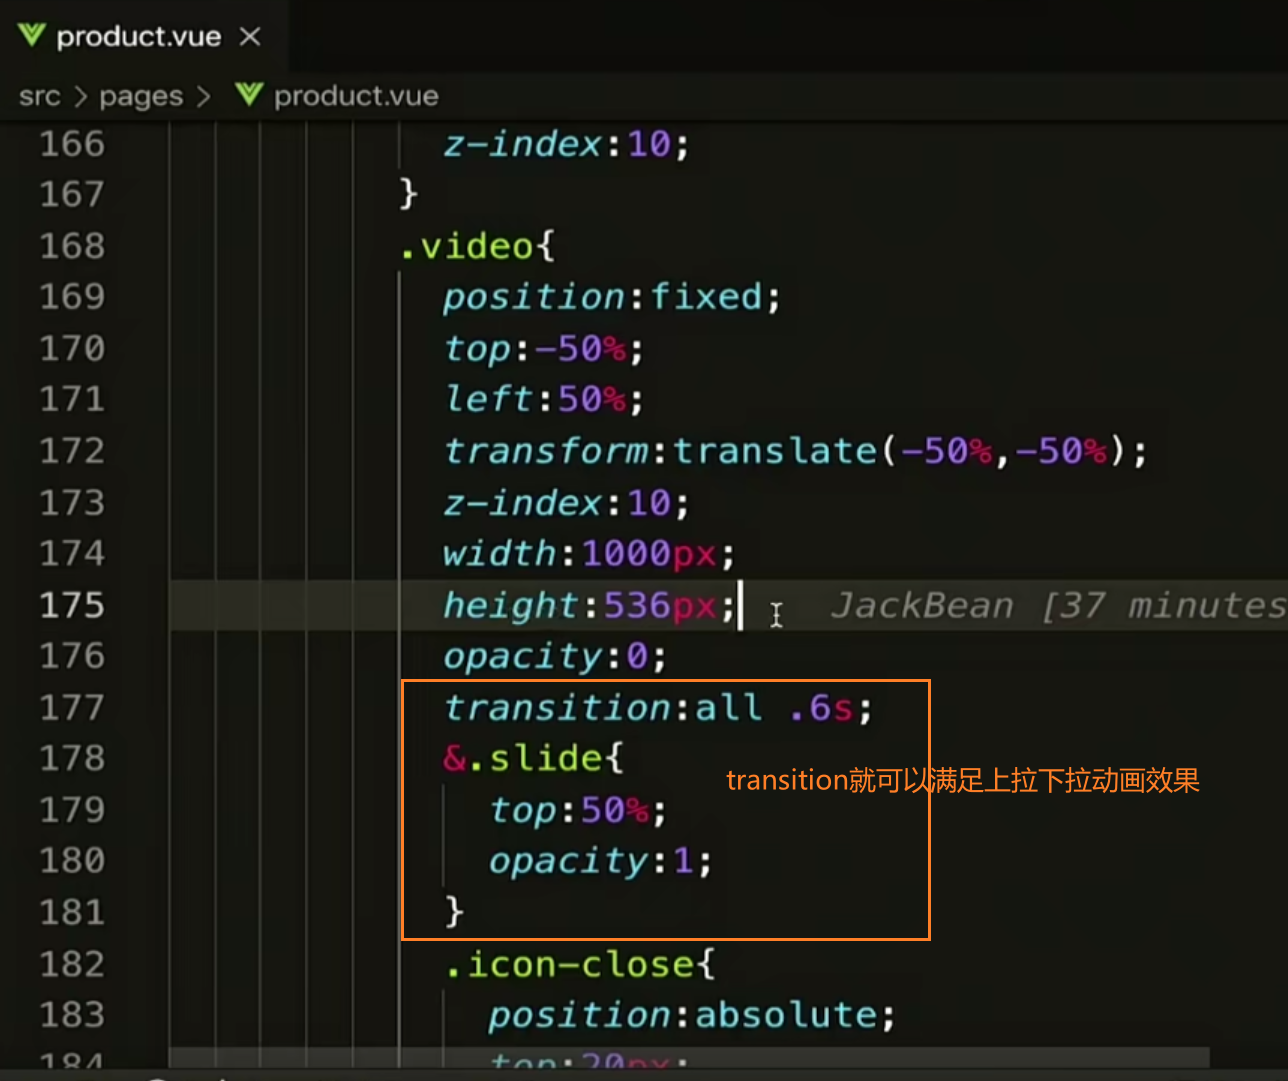 product.vue
src > pages > product.vue
166 z-index:10;
167 }
168 .video{
169 position:fixed;
170 top:-50%;
171 left:50%;
172 transform:translate(-50%,-50%);
173 z-index:10;
174 width:1000px;
175 height:536px; JackBean [37 minutes
176 opacity:0;
177 transition:all .6s;
178 &.slide{
transition就可以满足上拉下拉动画效果
179 top:50%;
180 opacity:1;
181 }
182 .icon-close{
183 position:absolute;
184 top:20px;